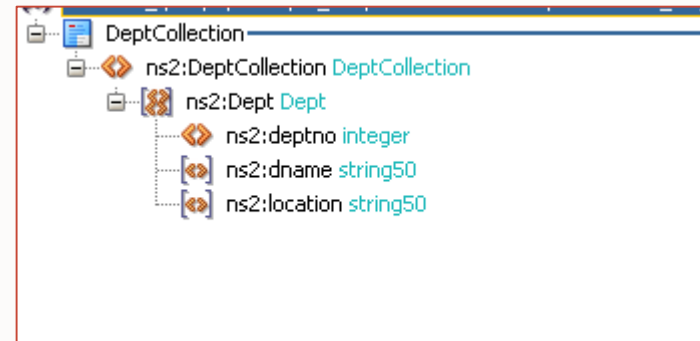 DeptCollection
ns2:DeptCollection DeptCollection
ns2:Dept Dept
ns2:deptno integer
ns2:dname string50
ns2:location string50